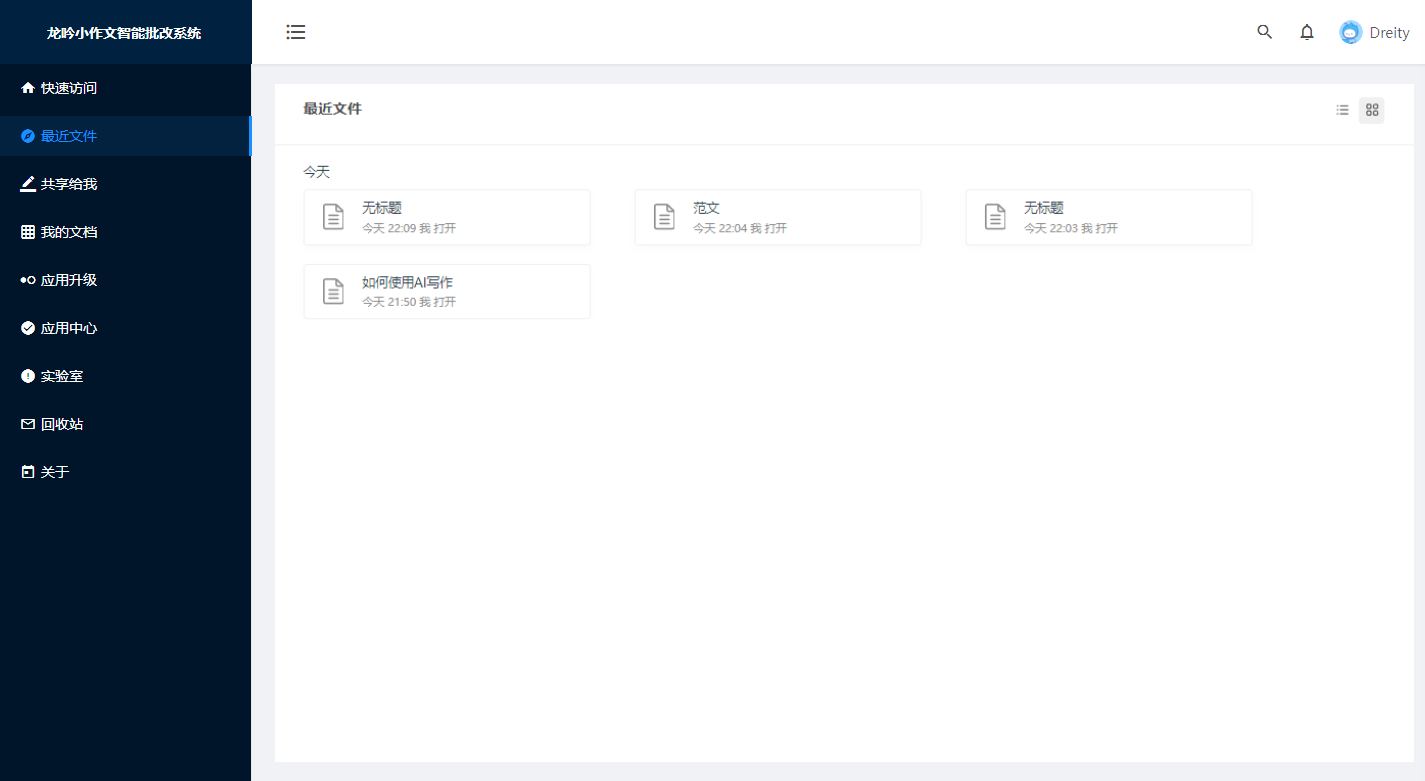 龙吟小作文智能批改系统
Dreity
快速访问
最近文件
共享给我
我的文档
应用升级
应用中心
实验室
回收站
关于
最近文件
今天
无标题
今天 22:09 我 打开
范文
今天 22:04 我 打开
无标题
今天 22:03 我 打开
如何使用AI写作
今天 21:50 我 打开